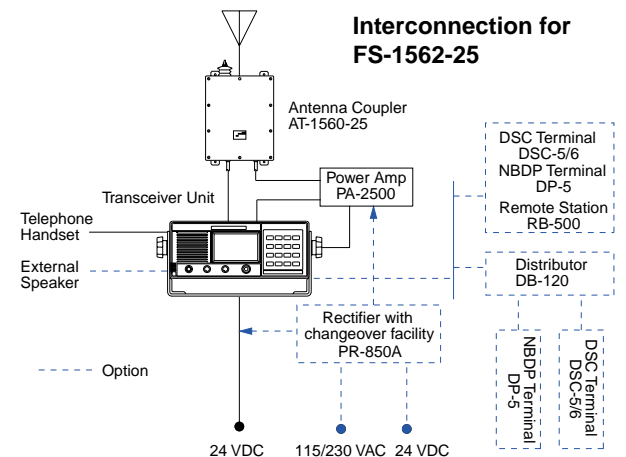 Interconnection for
FS-1562-25
Antenna Coupler
AT-1560-25
Power Amp
PA-2500
Transceiver Unit
Telephone
Handset
External
Speaker
DSC Terminal
DSC-5/6
NBDP Terminal
DP-5
Remote Station
RB-500
Distributor
DB-120
Rectifier with
changeover facility
PR-850A
NBDP Terminal
DP-5
DSC Terminal
DSC-5/6
Option
24 VDC
115/230 VAC
24 VDC